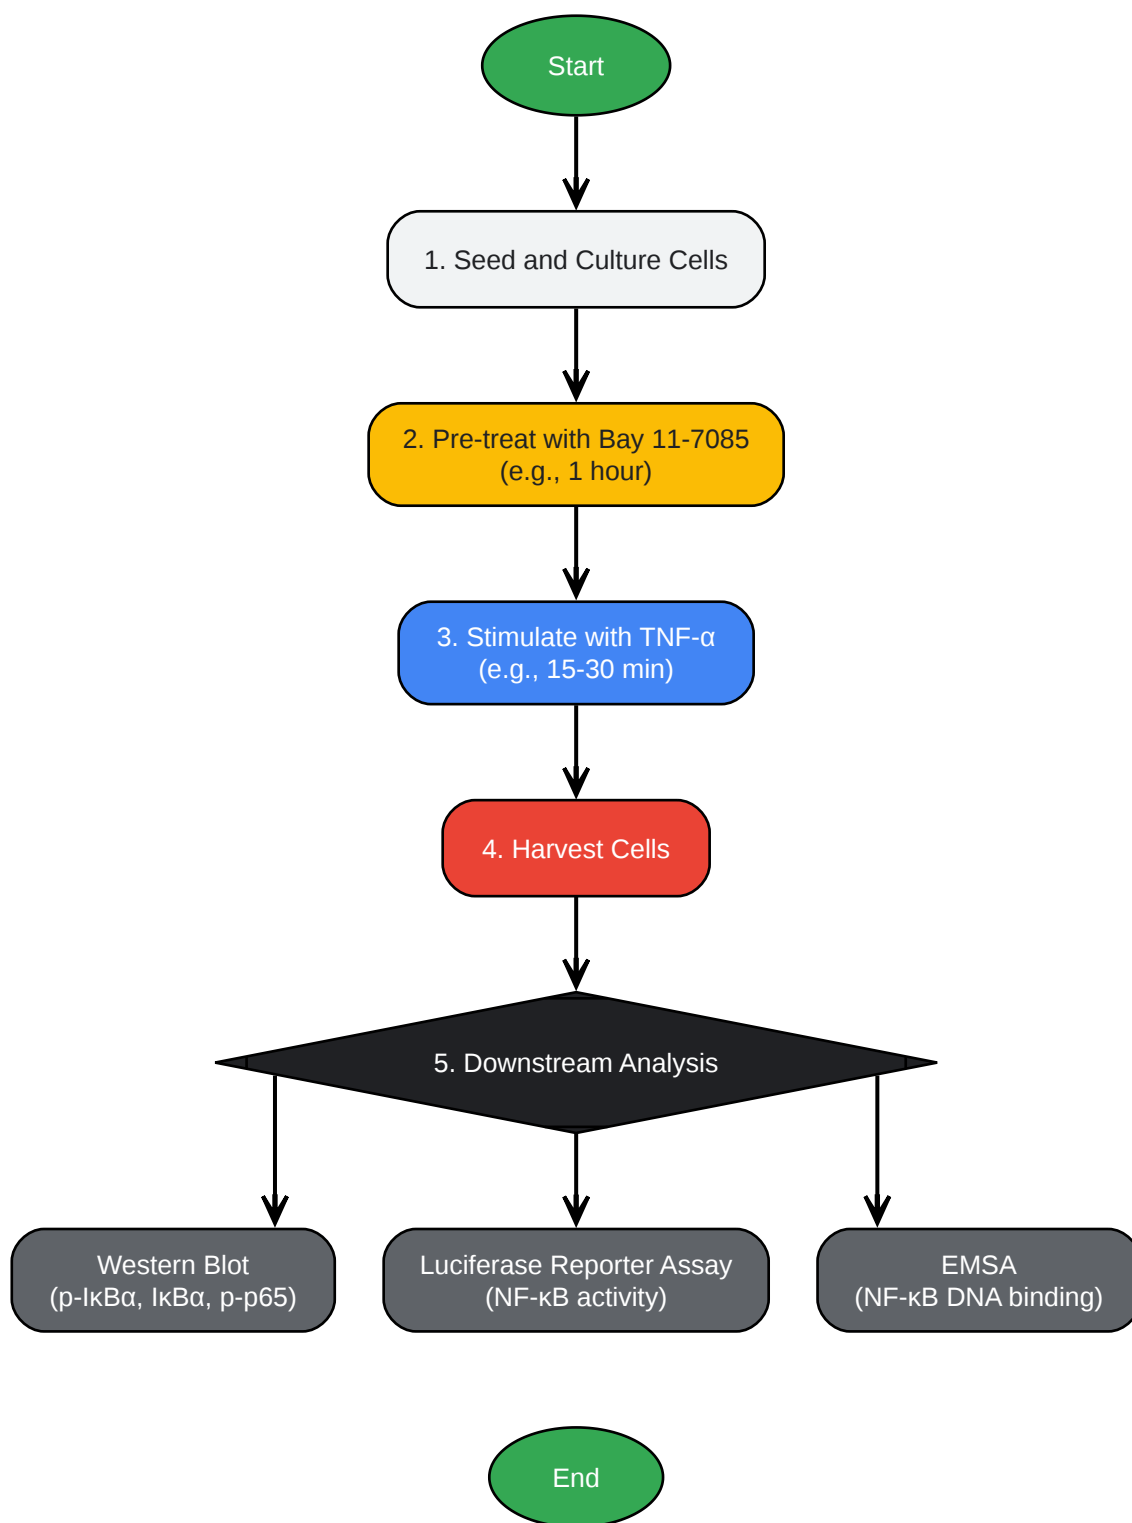 Start
1. Seed and Culture Cells
2. Pre-treat with Bay 11-7085
(e.g., 1 hour)
3. Stimulate with TNF-α
(e.g., 15-30 min)
4. Harvest Cells
5. Downstream Analysis
Western Blot
(p-IκBα, IκBα, p-p65)
Luciferase Reporter Assay
(NF-κB activity)
EMSA
(NF-κB DNA binding)
End